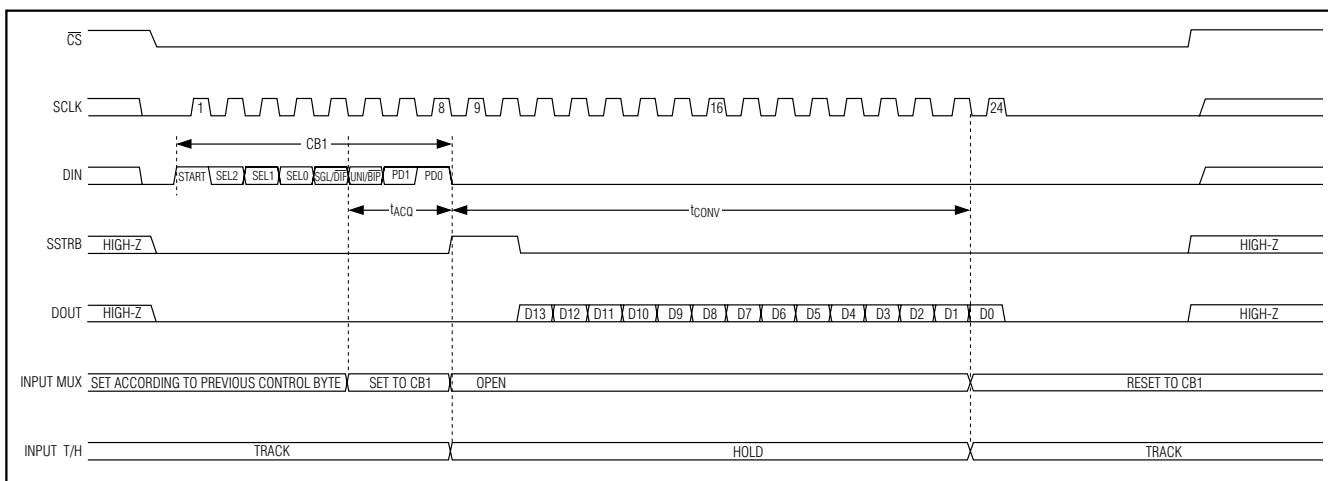 C̅S̅
SCLK 1 8 9 16 24
CB1
DIN START SEL2 SEL1 SEL0 SGL/D̅I̅F̅ UNI/B̅I̅P̅ PD1 PD0
tACQ tCONV
SSTRB HIGH-Z HIGH-Z
DOUT HIGH-Z D13 D12 D11 D10 D9 D8 D7 D6 D5 D4 D3 D2 D1 D0 HIGH-Z
INPUT MUX SET ACCORDING TO PREVIOUS CONTROL BYTE SET TO CB1 OPEN RESET TO CB1
INPUT T/H TRACK HOLD TRACK